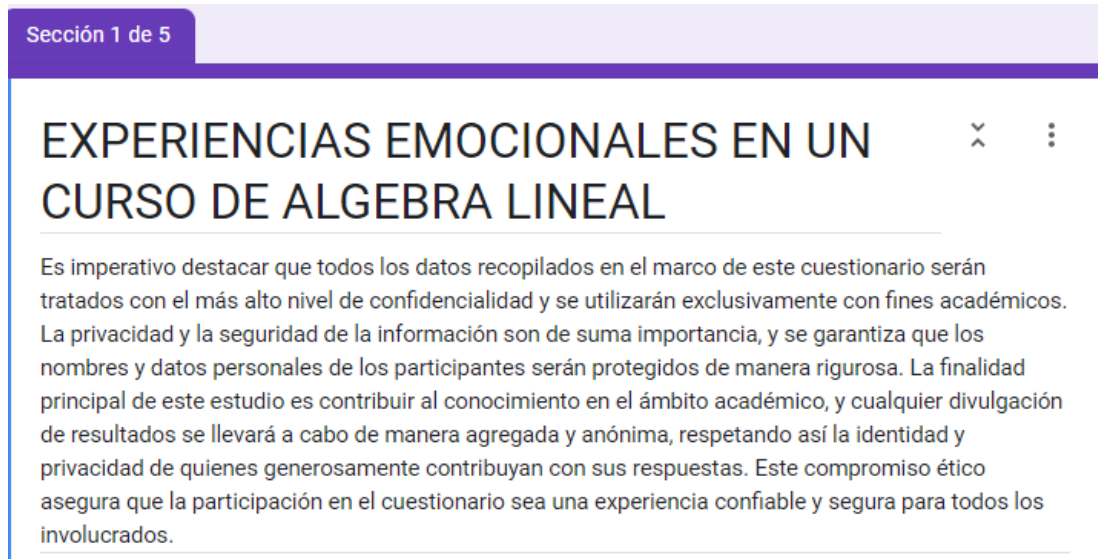 Sección 1 de 5
EXPERIENCIAS EMOCIONALES EN UN
CURSO DE ALGEBRA LINEAL
Es imperativo destacar que todos los datos recopilados en el marco de este cuestionario serán
tratados con el más alto nivel de confidencialidad y se utilizarán exclusivamente con fines académicos.
La privacidad y la seguridad de la información son de suma importancia, y se garantiza que los
nombres y datos personales de los participantes serán protegidos de manera rigurosa. La finalidad
principal de este estudio es contribuir al conocimiento en el ámbito académico, y cualquier divulgación
de resultados se llevará a cabo de manera agregada y anónima, respetando así la identidad y
privacidad de quienes generosamente contribuyan con sus respuestas. Este compromiso ético
asegura que la participación en el cuestionario sea una experiencia confiable y segura para todos los
involucrados.